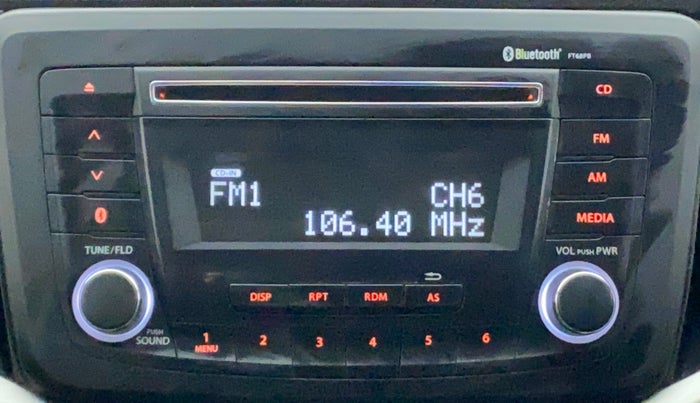 Bluetooth® FT68PB
CD
FM
AM
MEDIA
CD-IN
FM1 CH6
106.40 MHz
TUNE/FLD
VOL PUSH PWR
DISP RPT RDM AS
PUSH
SOUND
1 2 3 4 5 6
MENU